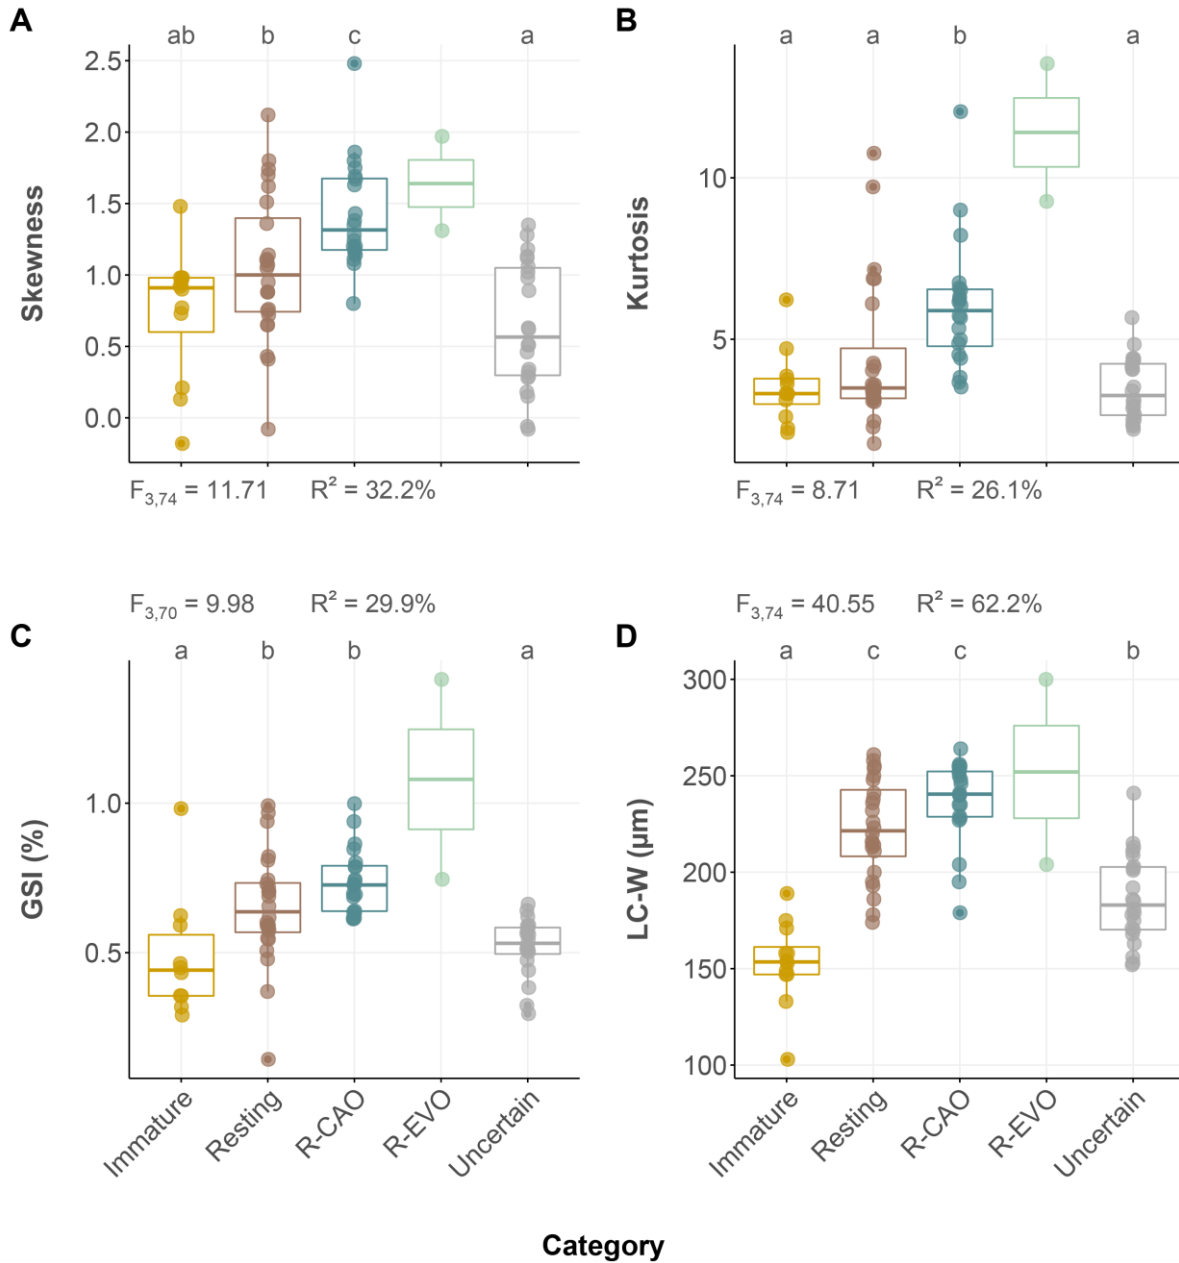 A
B
ab b c a
a a b a
Skewness
2.5
2.0
1.5
1.0
0.5
0.0
Kurtosis
10
5
F3,74 = 11.71 R² = 32.2%
F3,74 = 8.71 R² = 26.1%
F3,70 = 9.98 R² = 29.9%
F3,74 = 40.55 R² = 62.2%
C
D
a b b a
a c c b
GSI (%)
1.0
0.5
LC-W (µm)
300
250
200
150
100
Immature
Resting
R-CAO
R-EVO
Uncertain
Immature
Resting
R-CAO
R-EVO
Uncertain
Category